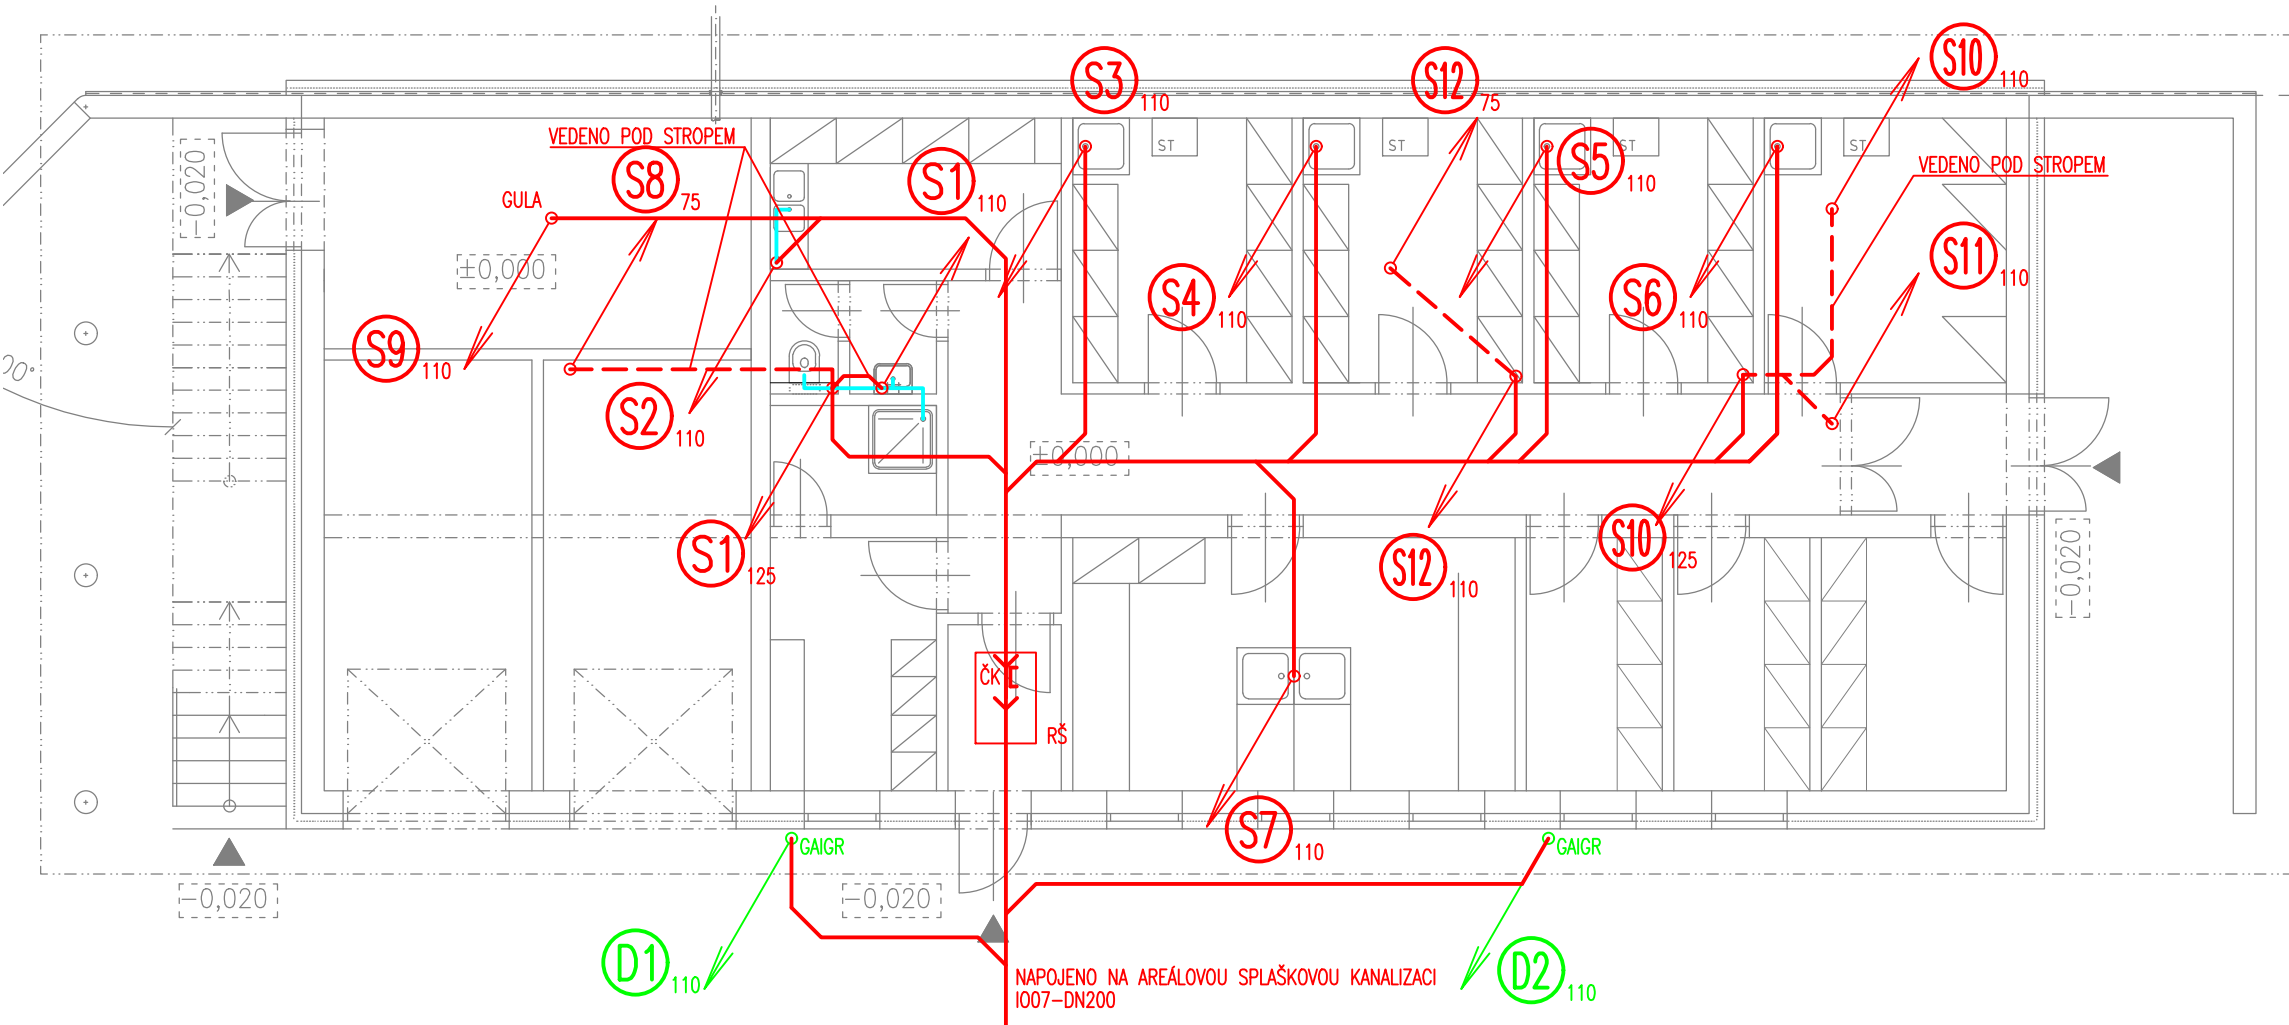 S3
110
S12
75
S10
110
VEDENO POD STROPEM
S8
75
S1
110
ST
ST
ST
ST
S5
110
VEDENO POD STROPEM
-0,020
GULA
±0,000
S11
110
S4
110
S6
110
S9
110
S2
110
±0,000
S1
125
S12
110
S10
125
-0,020
ČK
RŠ
S7
110
GAIGR
GAIGR
-0,020
-0,020
D1
110
D2
110
NAPOJENO NA AREÁLOVOU SPLAŠKOVOU KANALIZACI
IO07-DN200